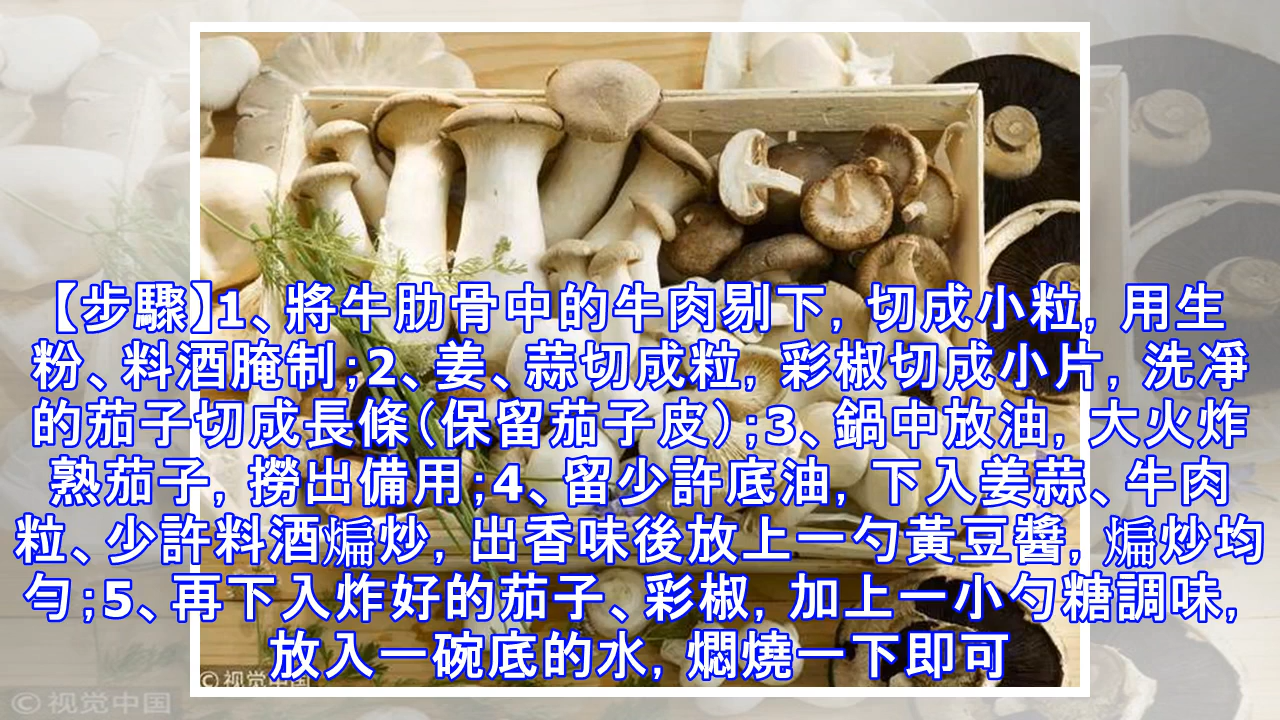 【步驟】1、將牛肋骨中的牛肉剔下, 切成小粒, 用生
粉、料酒腌制;2、姜、蒜切成粒, 彩椒切成小片, 洗凈
的茄子切成長條(保留茄子皮);3、鍋中放油, 大火炸
熟茄子, 撈出備用;4、留少許底油, 下入姜蒜、牛肉
粒、少許料酒煸炒, 出香味後放上一勺黃豆醬, 煸炒均
勻;5、再下入炸好的茄子、彩椒, 加上一小勺糖調味,
放入一碗底的水, 燜燒一下即可
©视觉中国
©视觉中国